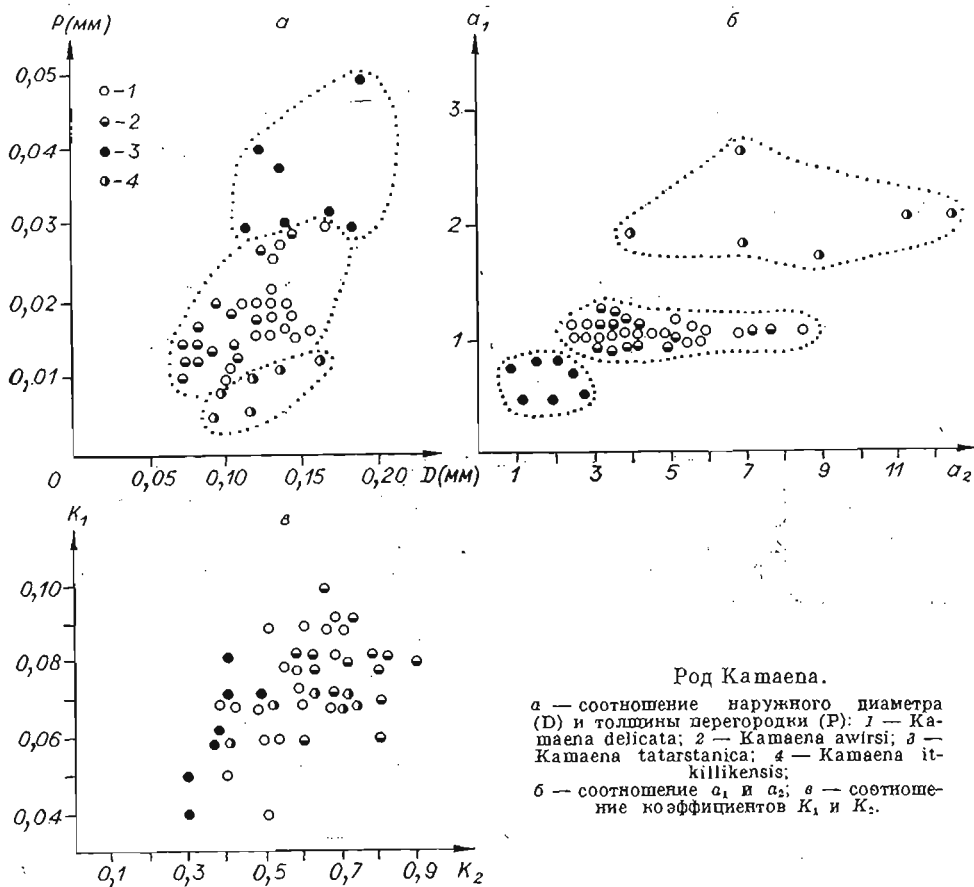 P(мм)
а
0,05
0,04
0,03
0,02
0,01
○-1
◒-2
●-3
◑-4
0
0,05
0,10
0,15
0,20
D(мм)
a₁
б
3
2
1
1
3
5
7
9
11
a₂
K₁
в
0,10
0,08
0,06
0,04
0,1
0,3
0,5
0,7
0,9
K₂
Род Kamaena.
а — соотношение наружного диаметра
(D) и толщины перегородки (P): 1 — Ka-
maena delicata; 2 — Kamaena awirsi; 3 —
Kamaena tatarstanica; 4 — Kamaena it-
killikensis;
б — соотношение a₁ и a₂; в — соотноше-
ние коэффициентов K₁ и K₂.